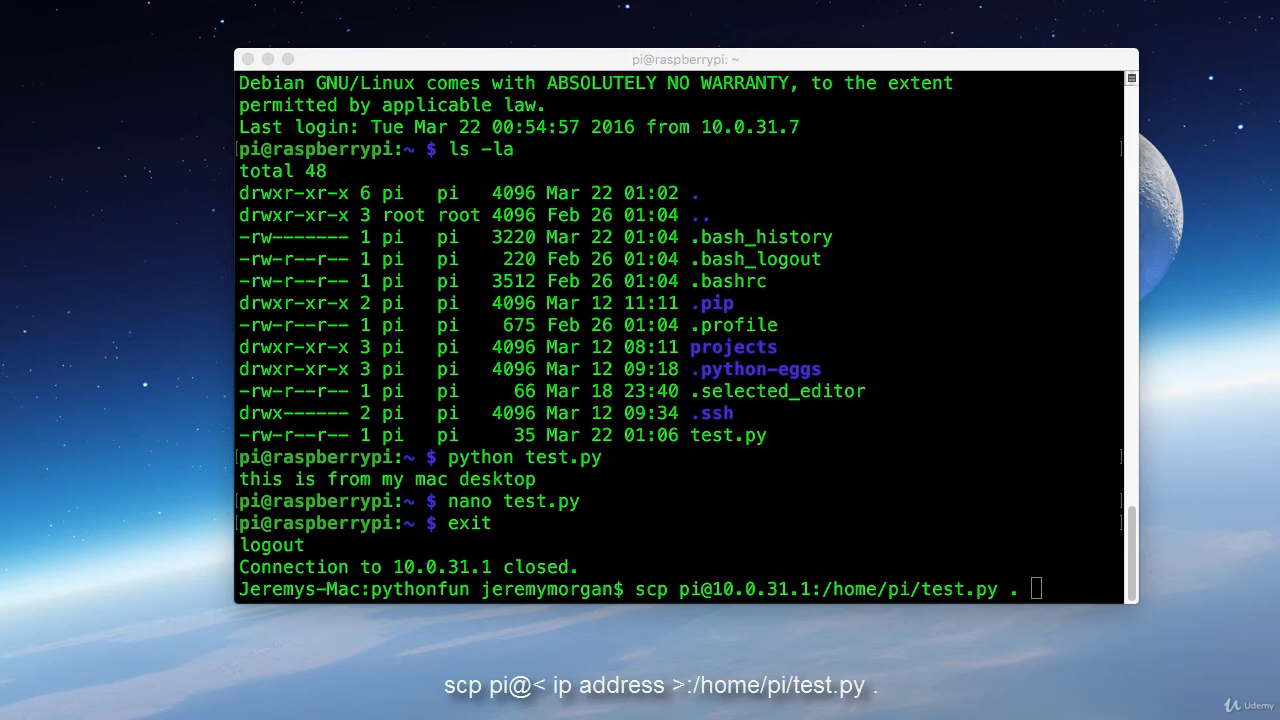 pi@raspberrypi: ~
Debian GNU/Linux comes with ABSOLUTELY NO WARRANTY, to the extent
permitted by applicable law.
Last login: Tue Mar 22 00:54:57 2016 from 10.0.31.7
[pi@raspberrypi:~ $ ls -la ]
total 48
drwxr-xr-x 6 pi pi 4096 Mar 22 01:02 .
drwxr-xr-x 3 root root 4096 Feb 26 01:04 ..
-rw------- 1 pi pi 3220 Mar 22 01:04 .bash_history
-rw-r--r-- 1 pi pi 220 Feb 26 01:04 .bash_logout
-rw-r--r-- 1 pi pi 3512 Feb 26 01:04 .bashrc
drwxr-xr-x 2 pi pi 4096 Mar 12 11:11 .pip
-rw-r--r-- 1 pi pi 675 Feb 26 01:04 .profile
drwxr-xr-x 3 pi pi 4096 Mar 12 08:11 projects
drwxr-xr-x 3 pi pi 4096 Mar 12 09:18 .python-eggs
-rw-r--r-- 1 pi pi 66 Mar 18 23:40 .selected_editor
drwx------ 2 pi pi 4096 Mar 12 09:34 .ssh
-rw-r--r-- 1 pi pi 35 Mar 22 01:06 test.py
[pi@raspberrypi:~ $ python test.py ]
this is from my mac desktop
[pi@raspberrypi:~ $ nano test.py ]
[pi@raspberrypi:~ $ exit ]
logout
Connection to 10.0.31.1 closed.
Jeremys-Mac:pythonfun jeremymorgan$ scp pi@10.0.31.1:/home/pi/test.py .
scp pi@< ip address >:/home/pi/test.py .
Udemy